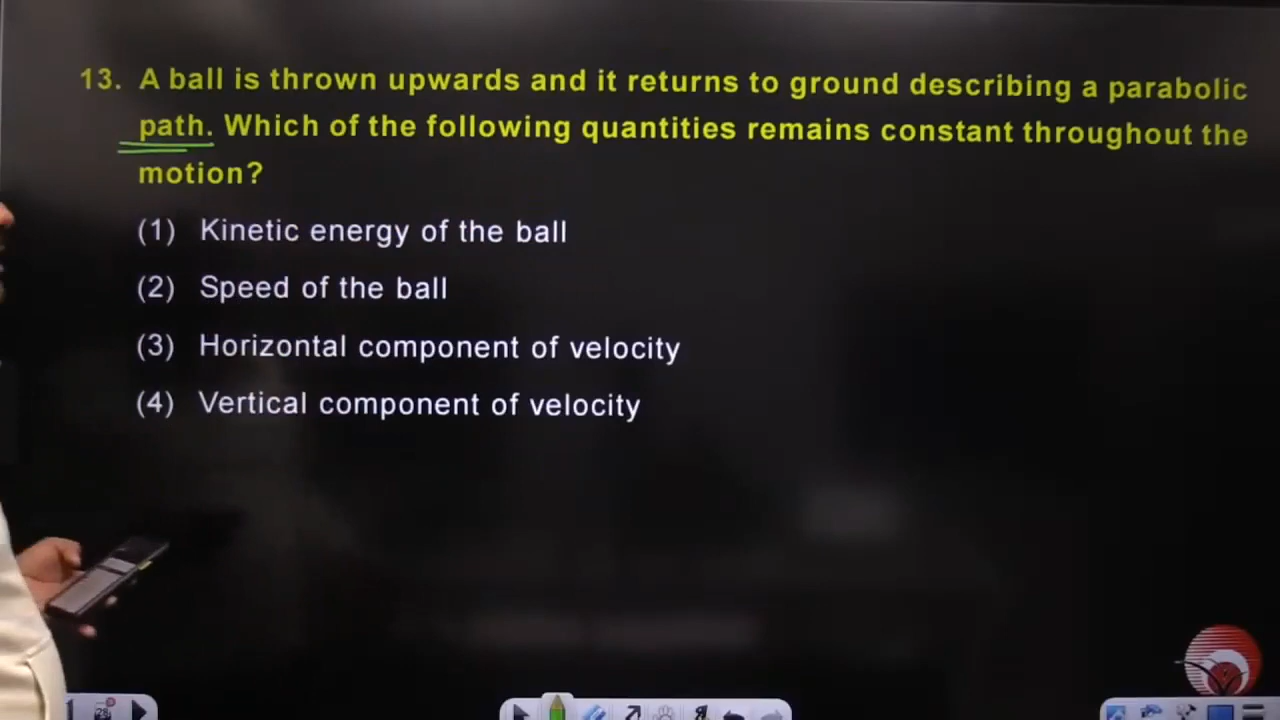 13. A ball is thrown upwards and it returns to ground describing a parabolic
path. Which of the following quantities remains constant throughout the
motion?
(1) Kinetic energy of the ball
(2) Speed of the ball
(3) Horizontal component of velocity
(4) Vertical component of velocity